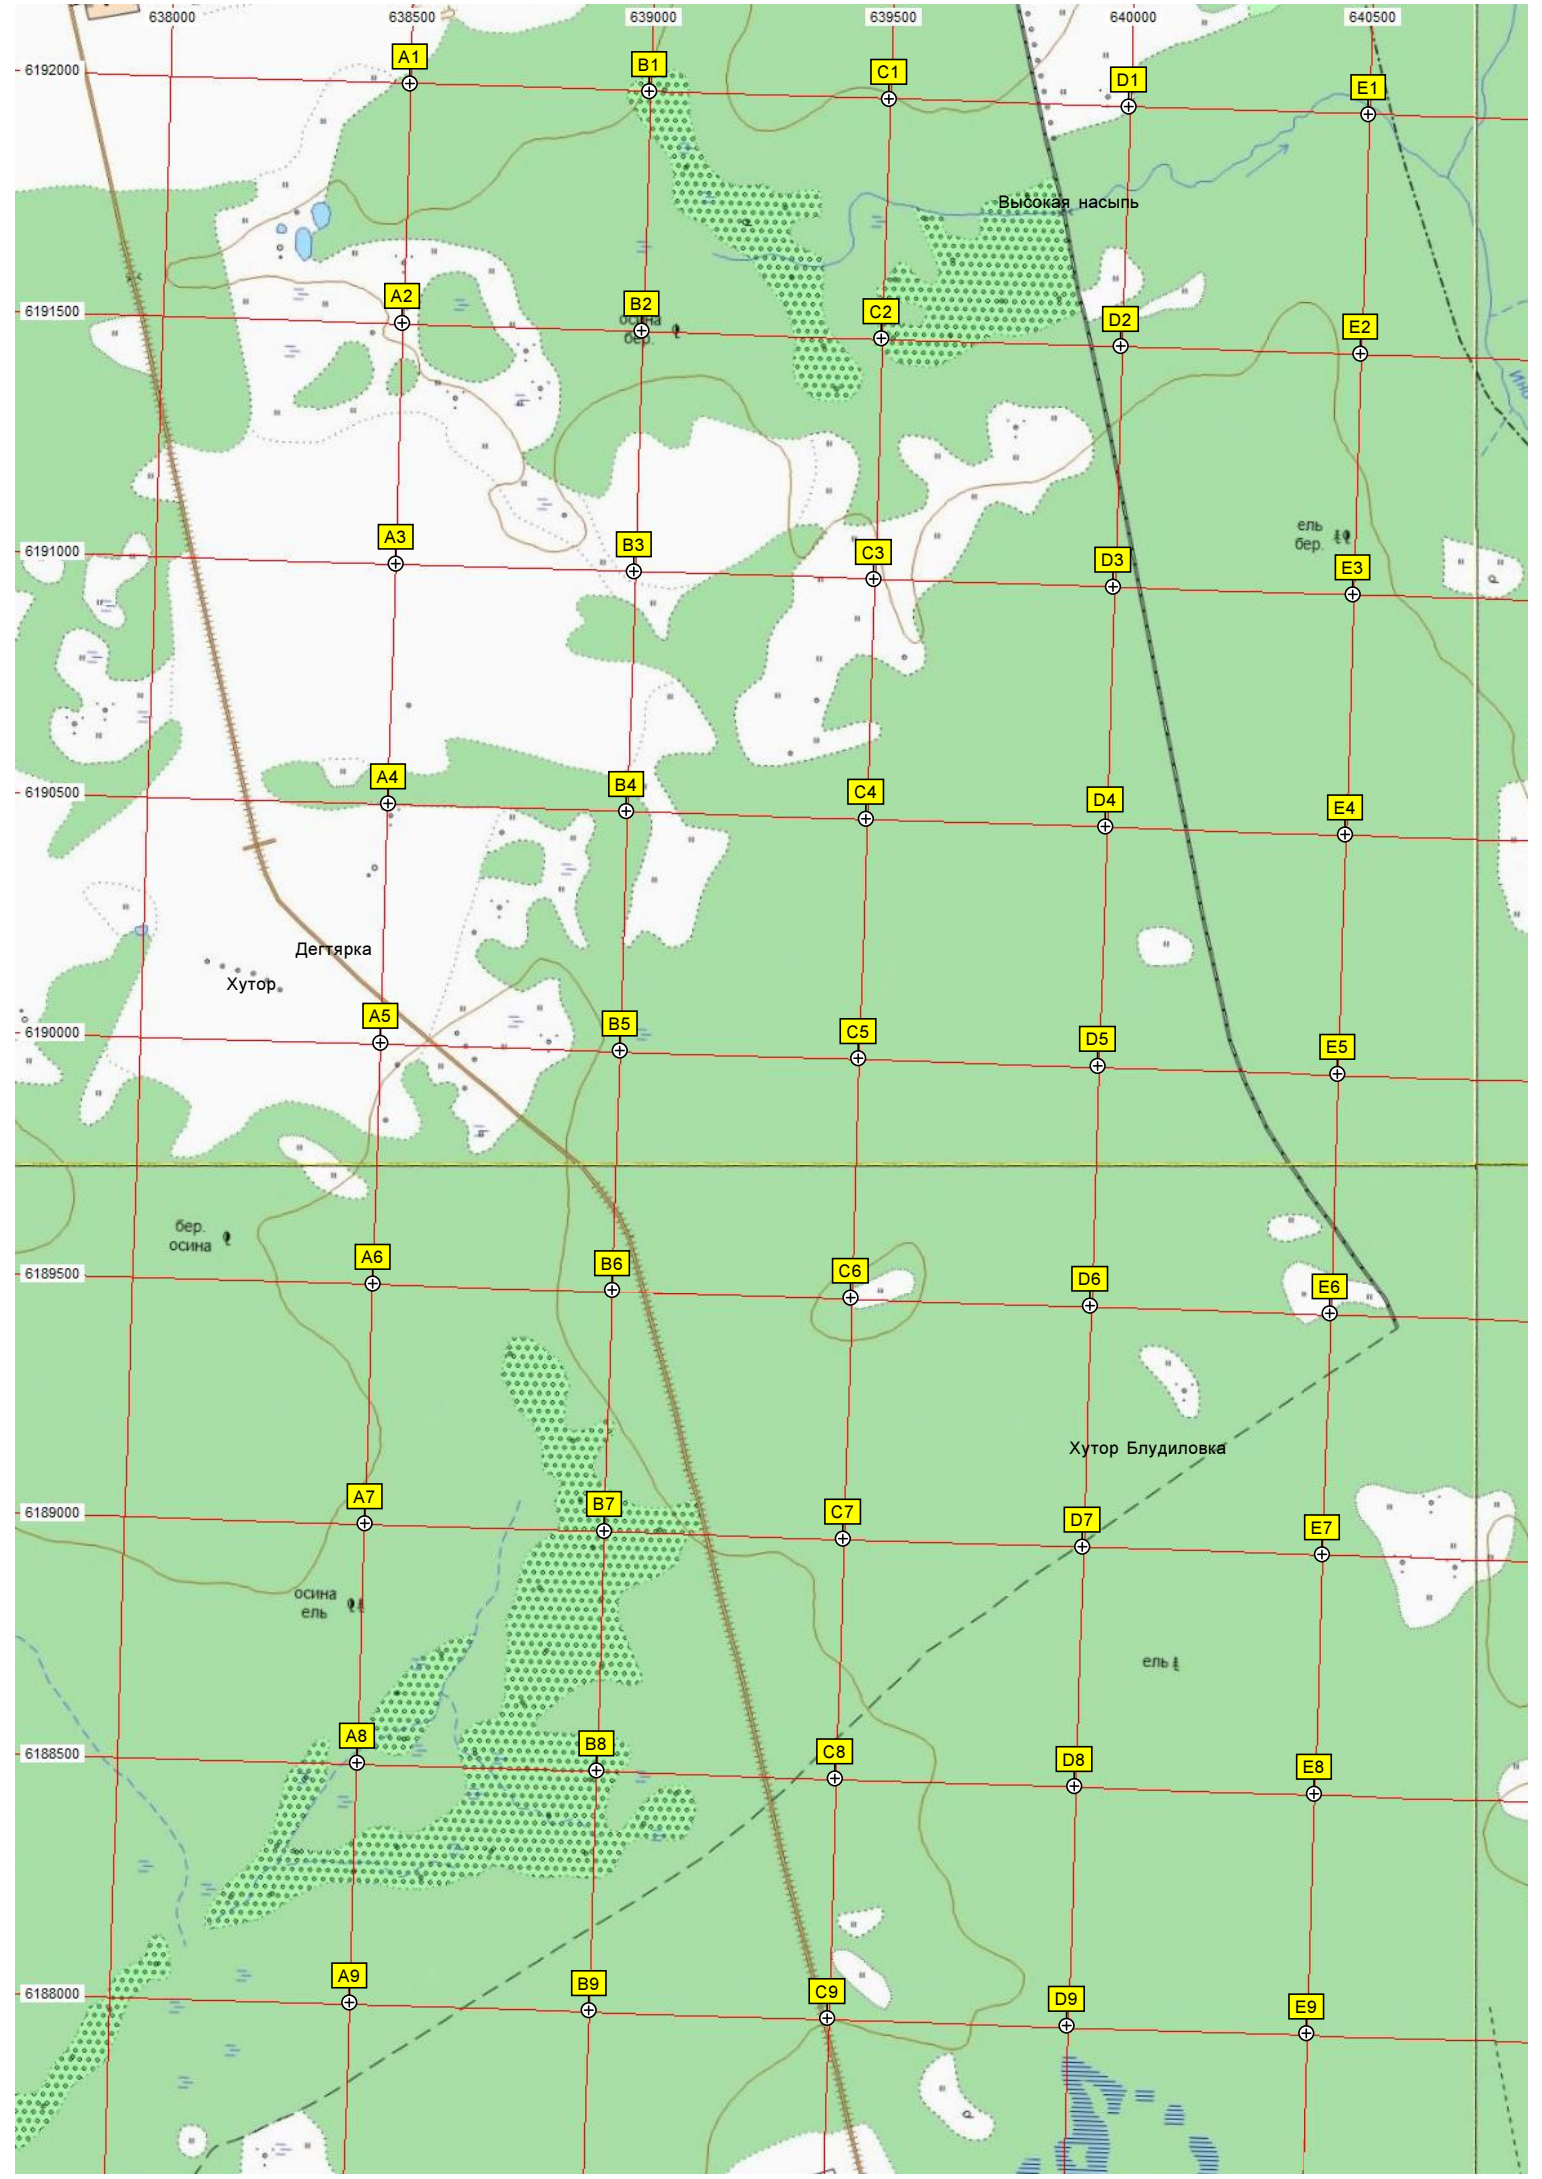 638000 638500 639000 639500 640000 640500
6192000
A1 B1 C1 D1 E1
Высокая насыпь
6191500
A2 B2 C2 D2 E2
осина
бер.
6191000
A3 B3 C3 D3 E3
ель
бер.
6190500
A4 B4 C4 D4 E4
Дегтярка
Хутор
6190000
A5 B5 C5 D5 E5
бер.
осина
6189500
A6 B6 C6 D6 E6
Хутор Блудиловка
6189000
A7 B7 C7 D7 E7
осина
ель
ель
6188500
A8 B8 C8 D8 E8
6188000
A9 B9 C9 D9 E9